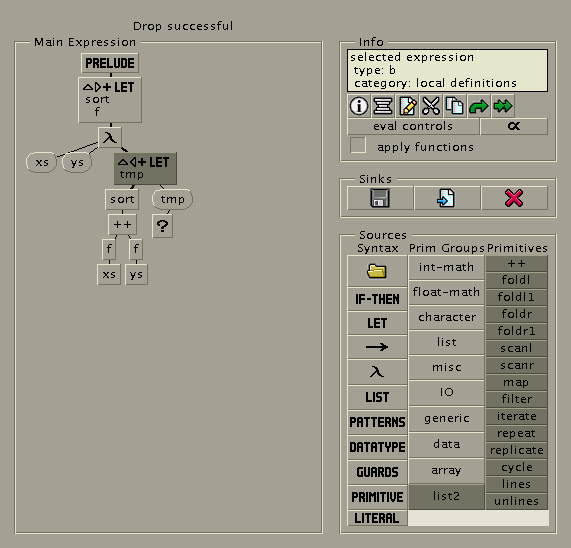 Drop successful
Main Expression
PRELUDE
LET
sort
f
λ
xs
ys
LET
tmp
sort
tmp
++
?
f
f
xs
ys
Info
selected expression
type: b
category: local definitions
eval controls
α
apply functions
Sinks
Sources
Syntax
IF-THEN
LET
→
λ
LIST
PATTERNS
DATATYPE
GUARDS
PRIMITIVE
LITERAL
Prim Groups
int-math
float-math
character
list
misc
IO
generic
data
array
list2
Primitives
++
foldl
foldl1
foldr
foldr1
scanl
scanr
map
filter
iterate
repeat
replicate
cycle
lines
unlines